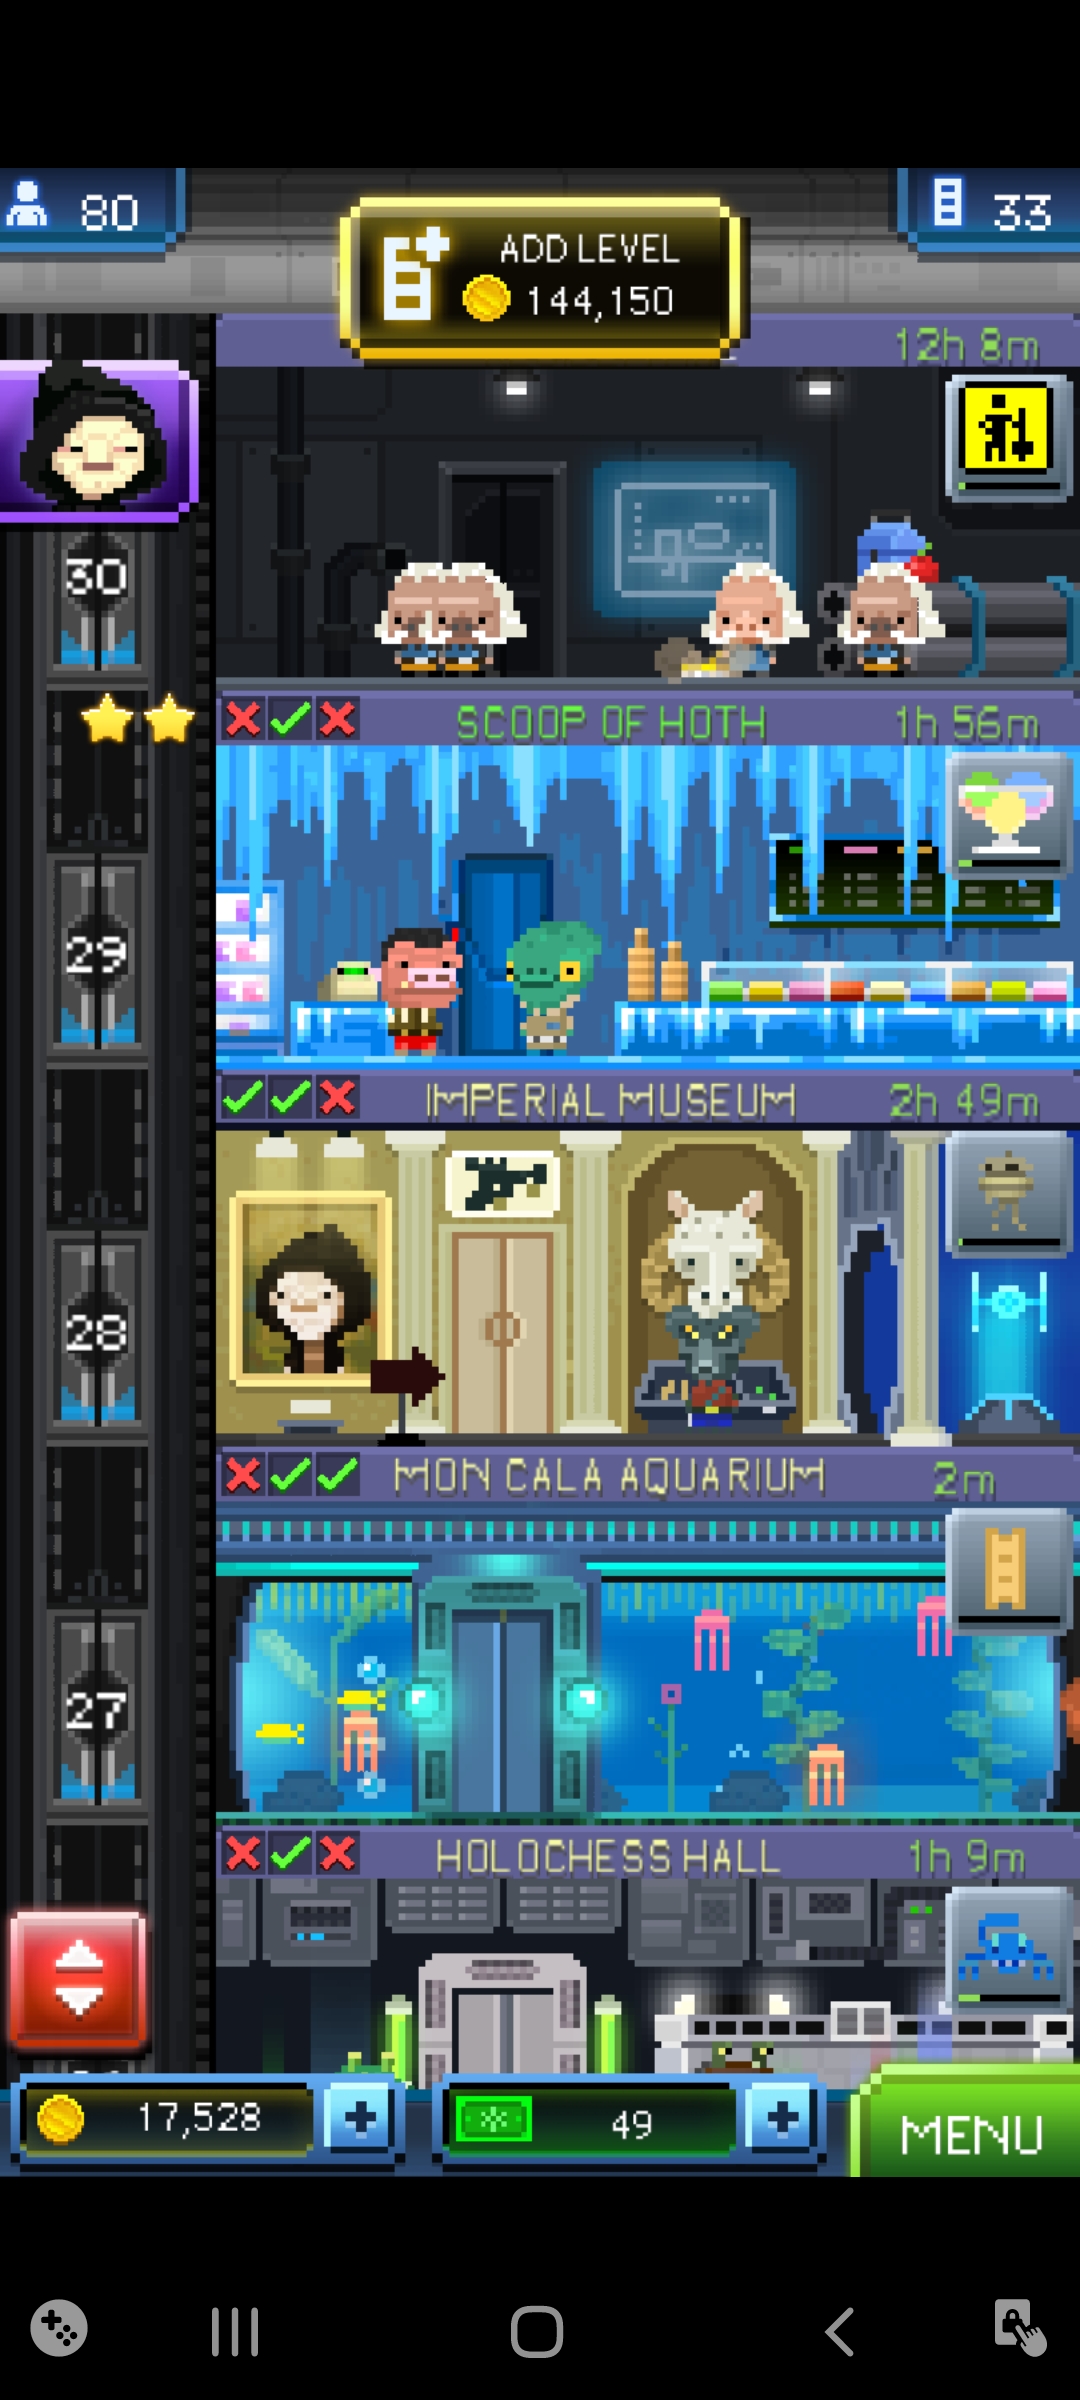 80
33
ADD LEVEL
144,150
12h 8m
30
SCOOP OF HOTH
1h 56m
29
IMPERIAL MUSEUM
2h 49m
28
MON CALA AQUARIUM
2m
27
HOLOCHESS HALL
1h 9m
17,528
49
MENU